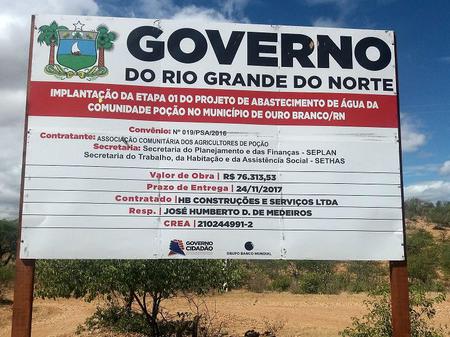 GOVERNO
DO RIO GRANDE DO NORTE
IMPLANTAÇÃO DA ETAPA 01 DO PROJETO DE ABASTECIMENTO DE ÁGUA DA
COMUNIDADE POÇÃO NO MUNICÍPIO DE OURO BRANCO/RN
Convênio: Nº 019/PSA/2016
Contratante: ASSOCIAÇÃO COMUNITÁRIA DOS AGRICULTORES DE POÇÃO
Secretaria: Secretaria do Planejamento e das Finanças - SEPLAN
Secretaria do Trabalho, da Habitação e da Assistência Social - SETHAS
Valor de Obra | R$ 76.313,53
Prazo de Entrega | 24/11/2017
Contratado | HB CONSTRUÇÕES E SERVIÇOS LTDA
Resp. | JOSÉ HUMBERTO D. DE MEDEIROS
CREA | 210244991-2
GOVERNO CIDADÃO GRUPO BANCO MUNDIAL